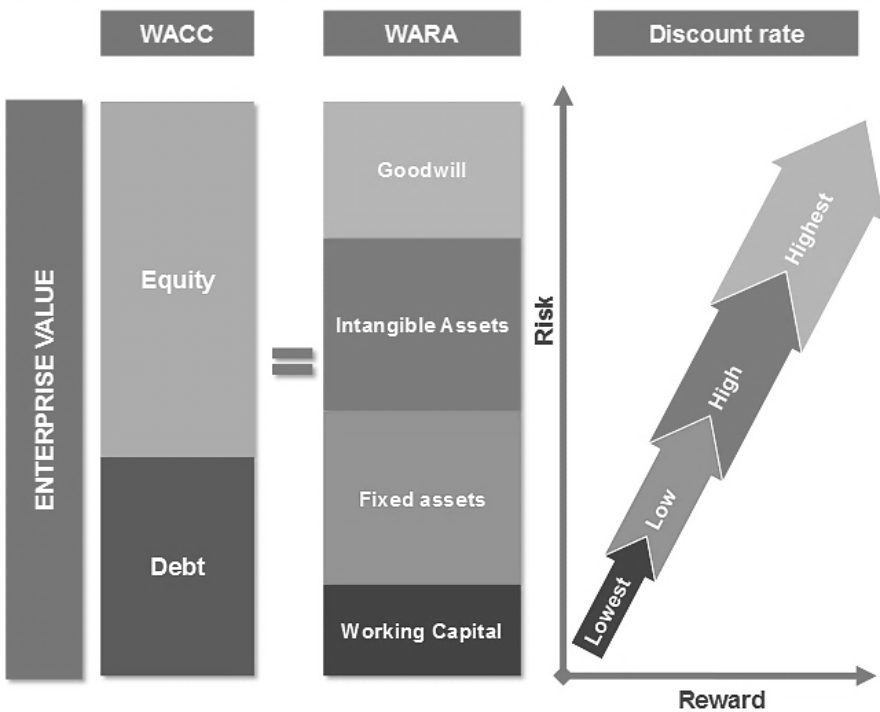 WACC
WARA
Discount rate
ENTERPRISE VALUE
Equity
Debt
=
Goodwill
Intangible Assets
Fixed assets
Working Capital
Risk
Highest
High
Low
Lowest
Reward